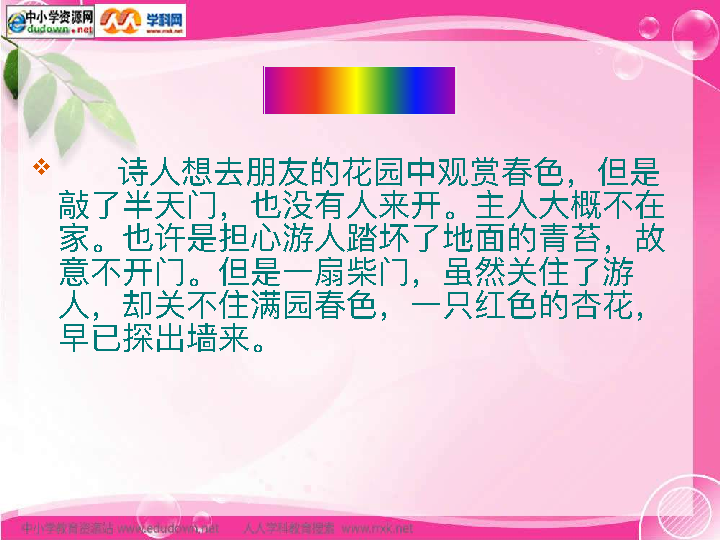 中小学资源网
dudown.net
学科网
www.nxk.net
诗人想去朋友的花园中观赏春色，但是
敲了半天门，也没有人来开。主人大概不在
家。也许是担心游人踏坏了地面的青苔，故
意不开门。但是一扇柴门，虽然关住了游
人，却关不住满园春色，一只红色的杏花，
早已探出墙来。
中小学教育资源站 www.edudown.net 人人学科教育搜索 www.nxk.net